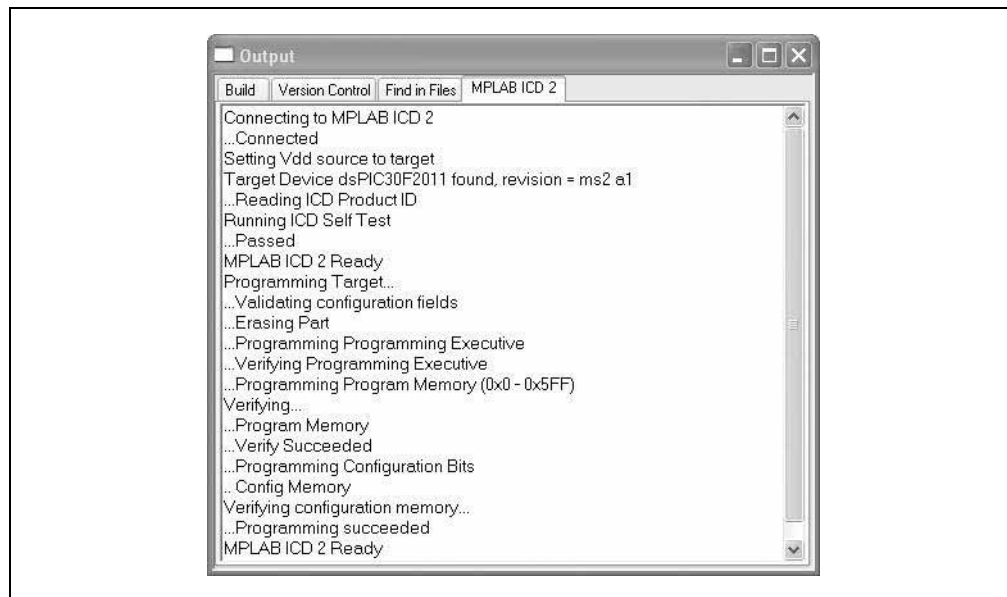 Output
Build Version Control Find in Files MPLAB ICD 2
Connecting to MPLAB ICD 2
...Connected
Setting Vdd source to target
Target Device dsPIC30F2011 found, revision = ms2 a1
...Reading ICD Product ID
Running ICD Self Test
...Passed
MPLAB ICD 2 Ready
Programming Target...
...Validating configuration fields
...Erasing Part
...Programming Programming Executive
...Verifying Programming Executive
...Programming Program Memory (0x0 - 0x5FF)
Verifying...
...Program Memory
...Verify Succeeded
...Programming Configuration Bits
.. Config Memory
Verifying configuration memory...
...Programming succeeded
MPLAB ICD 2 Ready